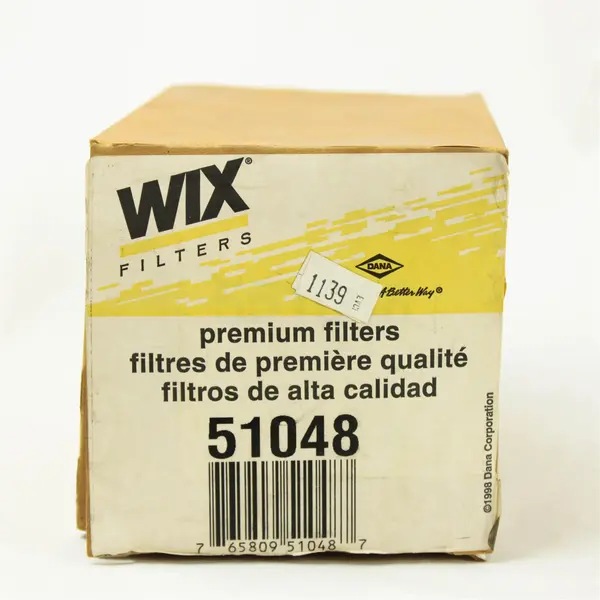 WIX®
FILTERS
DANA
1139
A Better Way®
premium filters
filtres de première qualité
filtros de alta calidad
51048
7 65809 51048 7
©1998 Dana Corporation